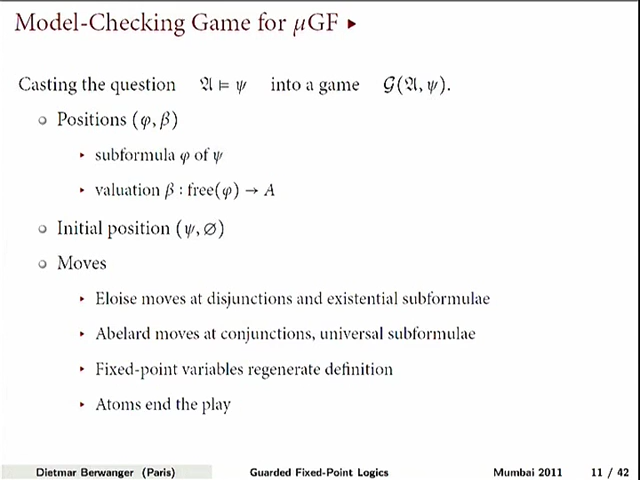 Model-Checking Game for μGF ▸
Casting the question 𝔄 ⊨ ψ into a game 𝒢(𝔄, ψ).
Positions (φ, β)
▸ subformula φ of ψ
▸ valuation β : free(φ) → A
Initial position (ψ, ∅)
Moves
▸ Eloise moves at disjunctions and existential subformulae
▸ Abelard moves at conjunctions, universal subformulae
▸ Fixed-point variables regenerate definition
▸ Atoms end the play
Dietmar Berwanger (Paris) Guarded Fixed-Point Logics Mumbai 2011 11 / 42